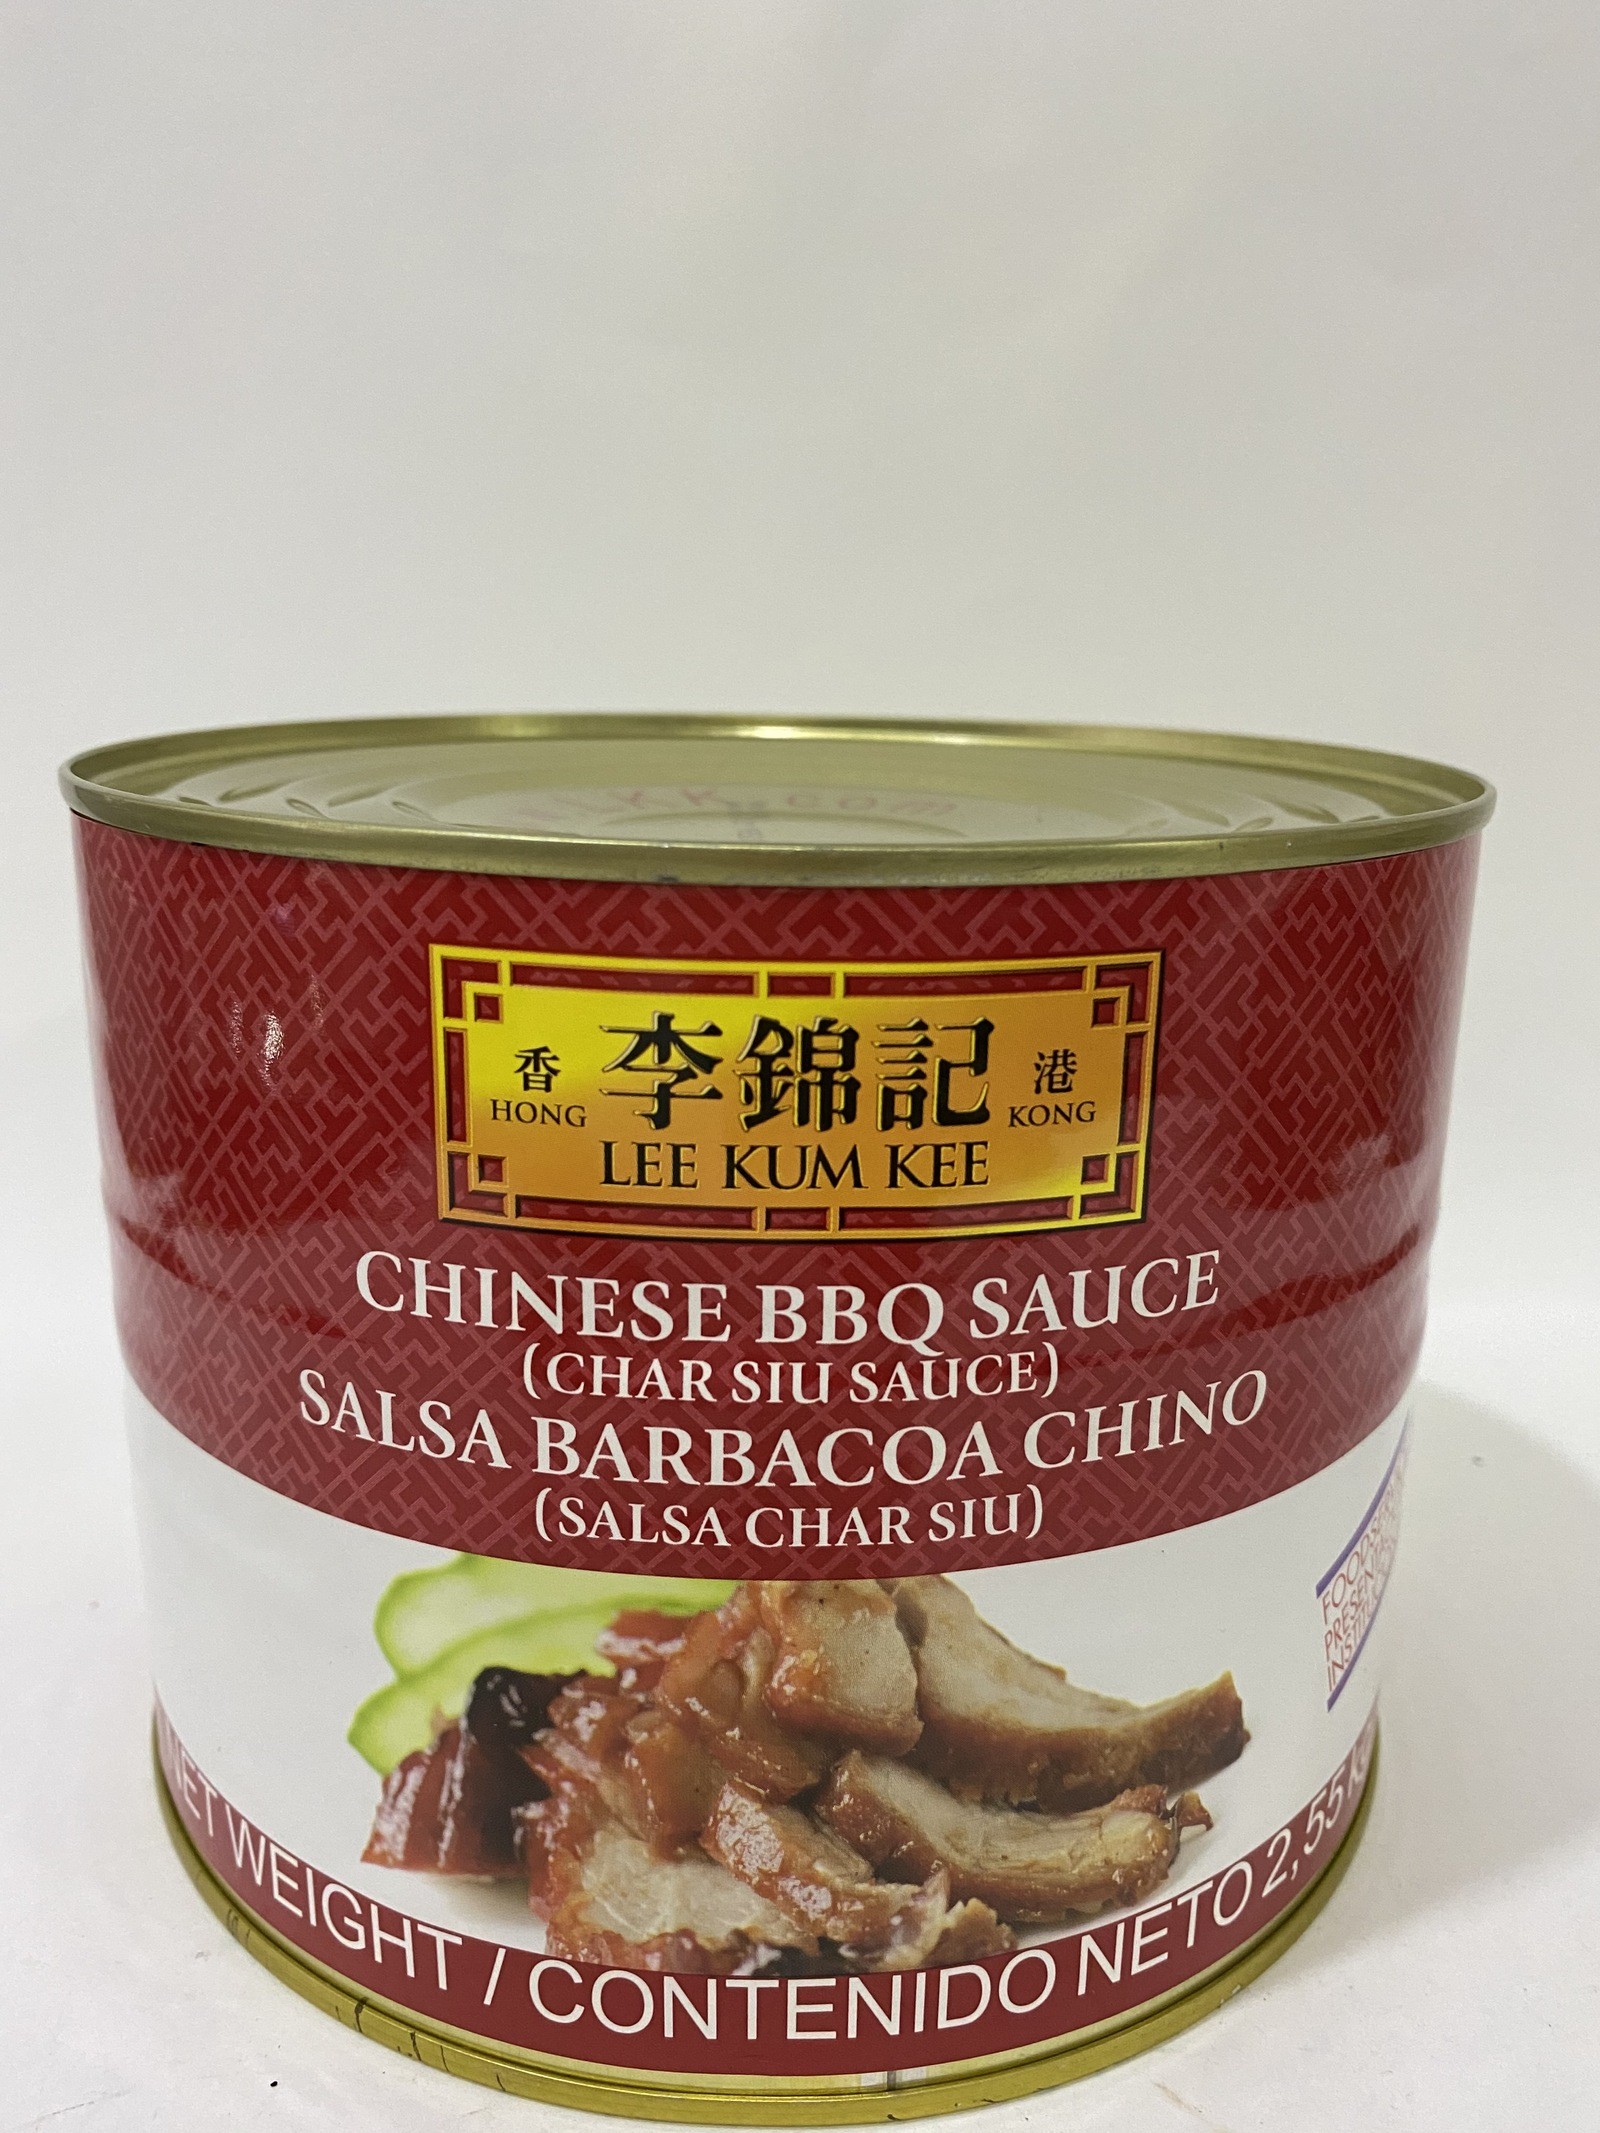 李錦記
香 港
HONG KONG
LEE KUM KEE
CHINESE BBQ SAUCE
(CHAR SIU SAUCE)
SALSA BARBACOA CHINO
(SALSA CHAR SIU)
NET WEIGHT / CONTENIDO NETO 2,55
PRESENT